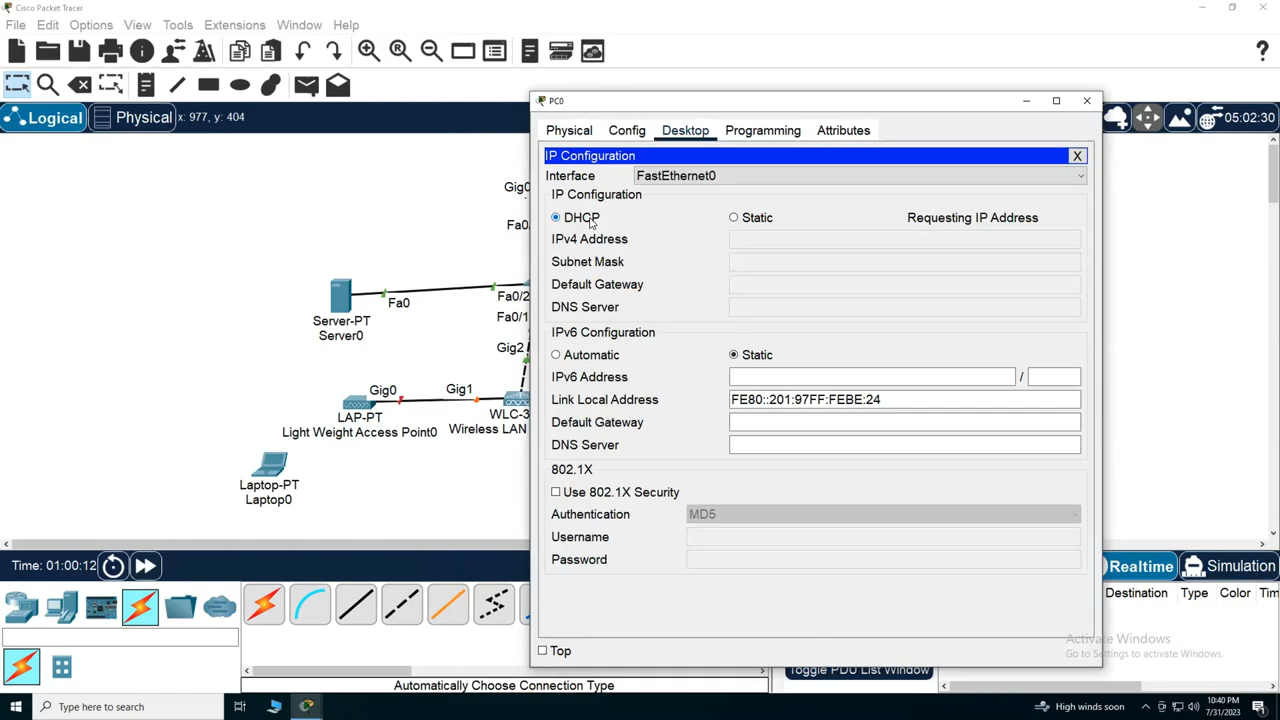 Cisco Packet Tracer
File Edit Options View Tools Extensions Window Help
Logical Physical x: 977, y: 404
05:02:30
PC0
Physical Config Desktop Programming Attributes
IP Configuration X
Interface FastEthernet0
IP Configuration
DHCP Static Requesting IP Address
IPv4 Address
Subnet Mask
Default Gateway
DNS Server
IPv6 Configuration
Automatic Static
IPv6 Address /
Link Local Address FE80::201:97FF:FEBE:24
Default Gateway
DNS Server
802.1X
Use 802.1X Security
Authentication MD5
Username
Password
Top
Gig0
Fa0
Fa0/2
Fa0
Fa0/1
Server-PT
Server0
Gig2
Gig0 Gig1
LAP-PT
Light Weight Access Point0
WLC-3
Wireless LAN
Laptop-PT
Laptop0
Time: 01:00:12
Realtime Simulation
Destination Type Color Tim
Activate Windows
Go to Settings to activate Windows.
Toggle PDU List Window
Automatically Choose Connection Type
Type here to search
High winds soon
10:40 PM
7/31/2023
1